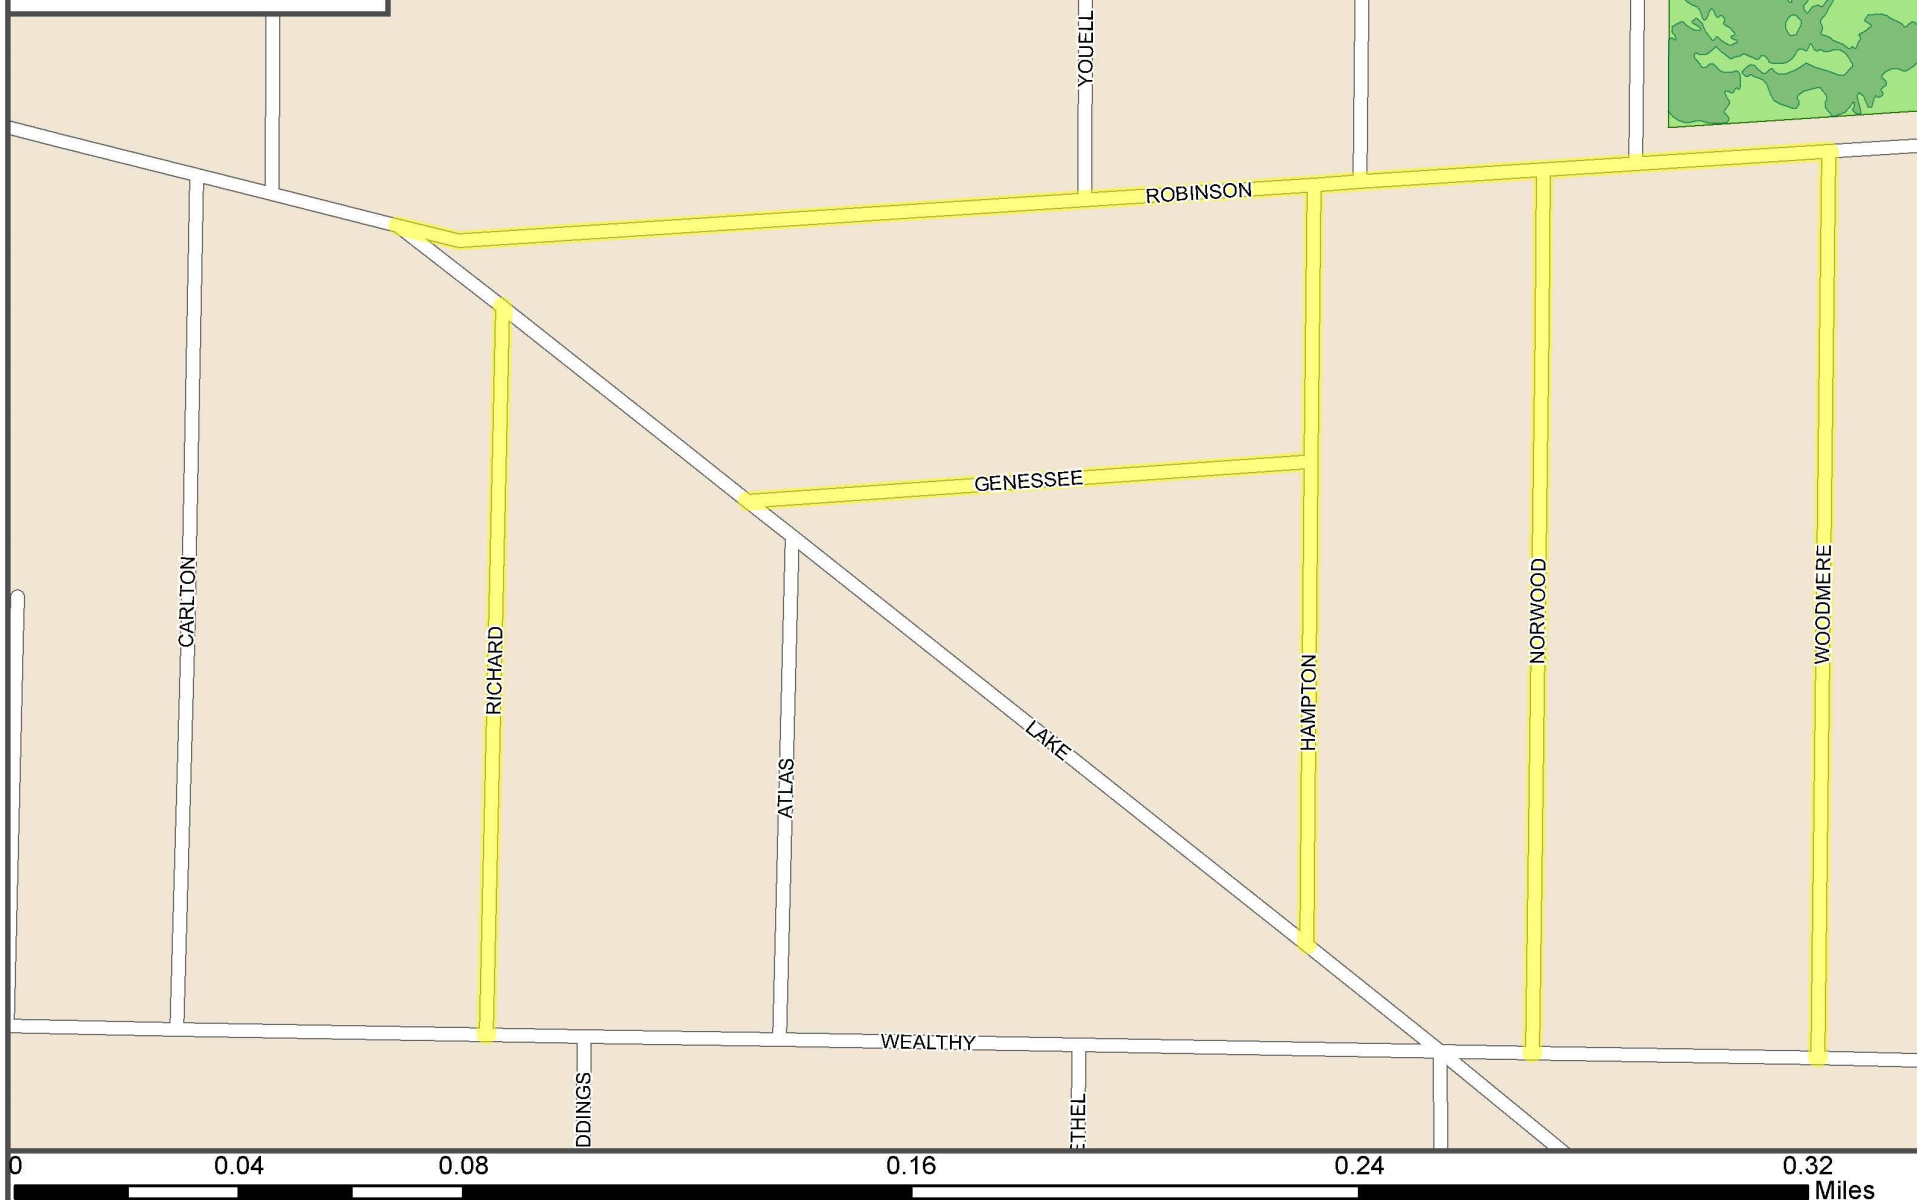 YOUELL
ROBINSON
GENESSEE
CARLTON
RICHARD
NORWOOD
WOODMERE
HAMPTON
LAKE
ATLAS
WEALTHY
DDINGS
ETHEL
0 0.04 0.08 0.16 0.24 0.32
Miles